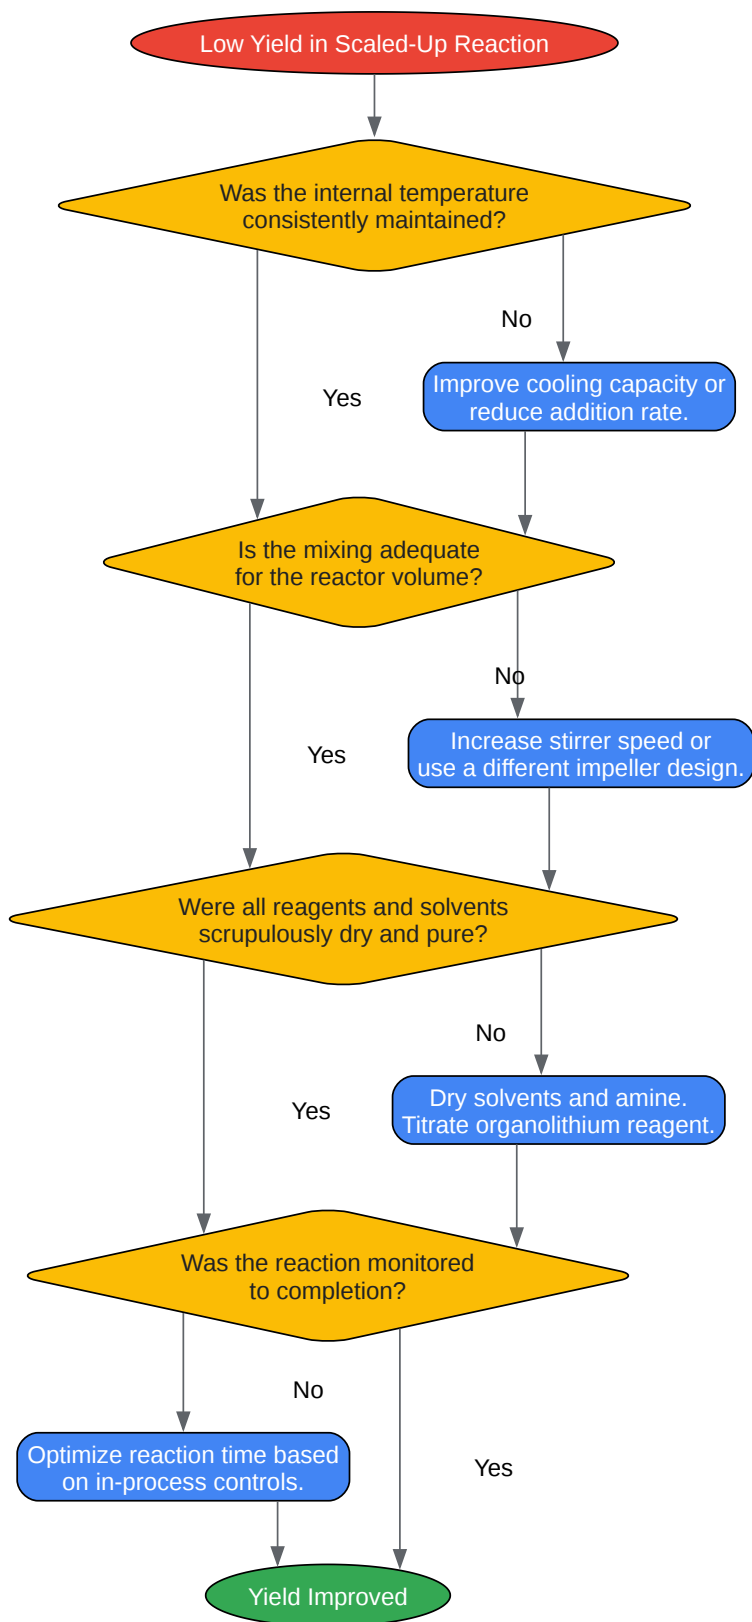 Low Yield in Scaled-Up Reaction
Was the internal temperature
consistently maintained?
No
Yes
Improve cooling capacity or
reduce addition rate.
Is the mixing adequate
for the reactor volume?
No
Yes
Increase stirrer speed or
use a different impeller design.
Were all reagents and solvents
scrupulously dry and pure?
No
Yes
Dry solvents and amine.
Titrate organolithium reagent.
Was the reaction monitored
to completion?
No
Yes
Optimize reaction time based
on in-process controls.
Yield Improved